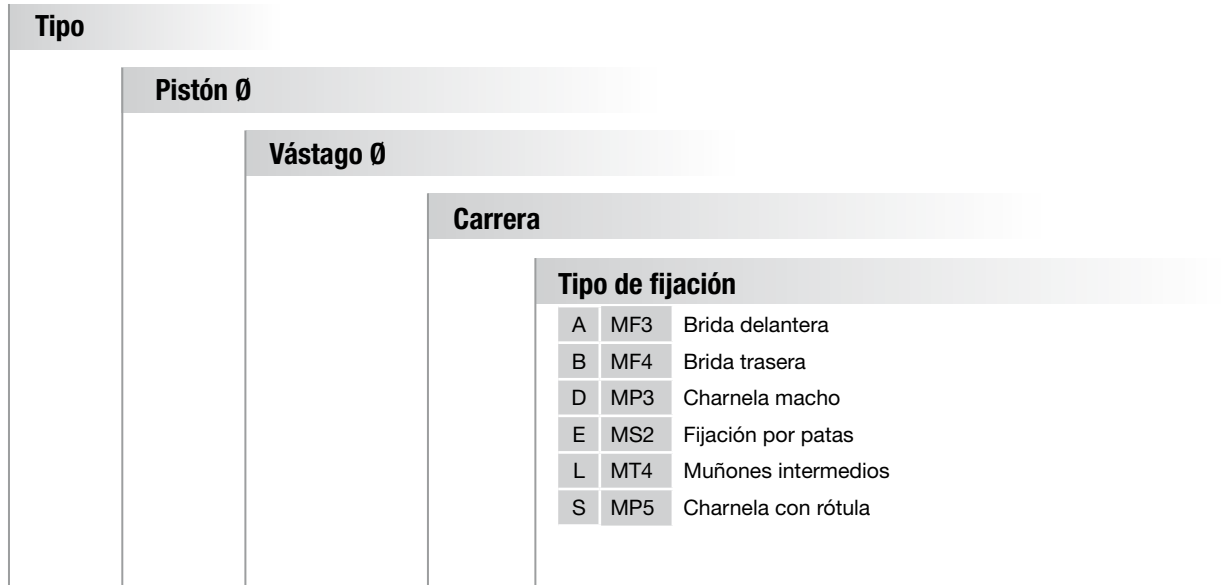 Tipo
Pistón Ø
Vástago Ø
Carrera
Tipo de fijación
A MF3 Brida delantera
B MF4 Brida trasera
D MP3 Charnela macho
E MS2 Fijación por patas
L MT4 Muñones intermedios
S MP5 Charnela con rótula